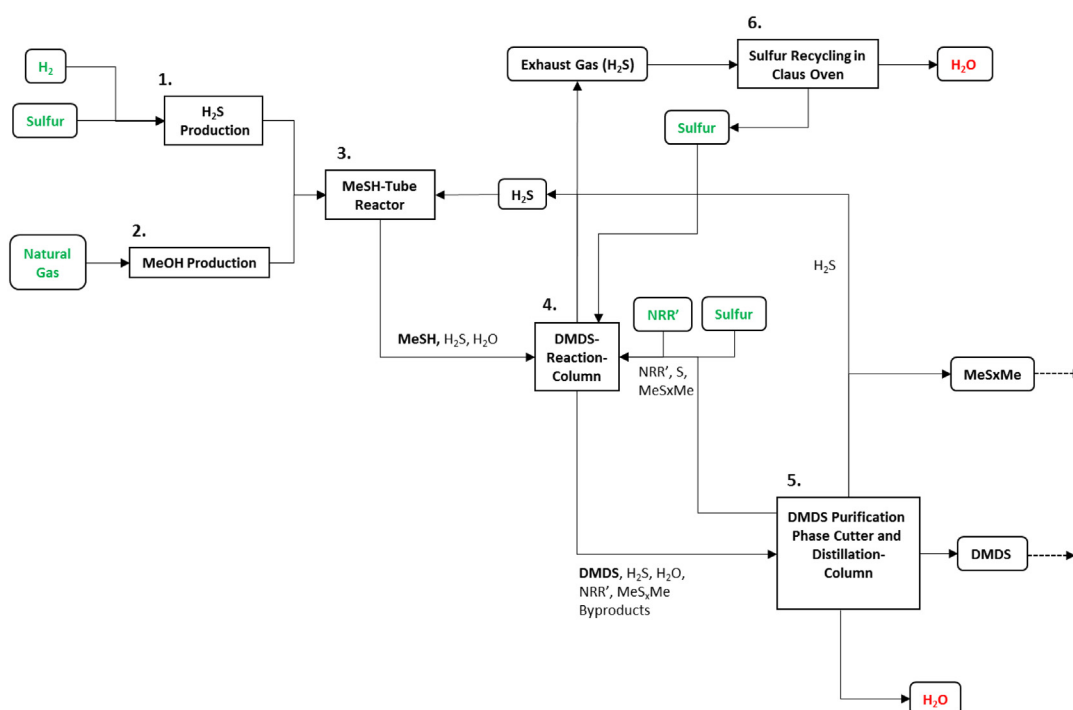 6.
H₂
Exhaust Gas (H₂S)
Sulfur Recycling in
Claus Oven
H₂O
1.
Sulfur
H₂S
Production
Sulfur
3.
MeSH-Tube
Reactor
H₂S
2.
Natural
Gas
MeOH Production
H₂S
4.
NRR’
Sulfur
MeSH, H₂S, H₂O
DMDS-
Reaction-
Column
NRR’, S,
MeSxMe
MeSxMe
5.
DMDS Purification
Phase Cutter and
Distillation-
Column
DMDS
DMDS, H₂S, H₂O,
NRR’, MeSₓMe
Byproducts
H₂O